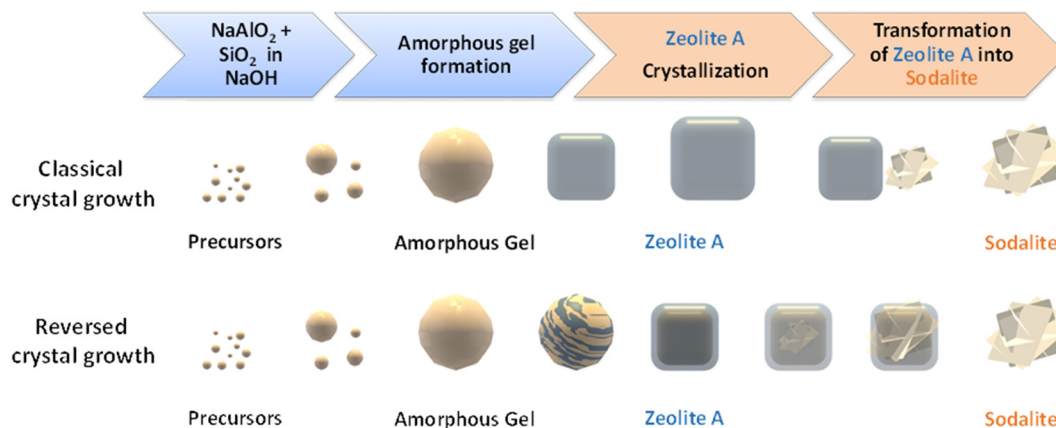 NaAlO₂ +
SiO₂ in
NaOH
Amorphous gel
formation
Zeolite A
Crystallization
Transformation
of Zeolite A into
Sodalite
Classical
crystal growth
Precursors
Amorphous Gel
Zeolite A
Sodalite
Reversed
crystal growth
Precursors
Amorphous Gel
Zeolite A
Sodalite